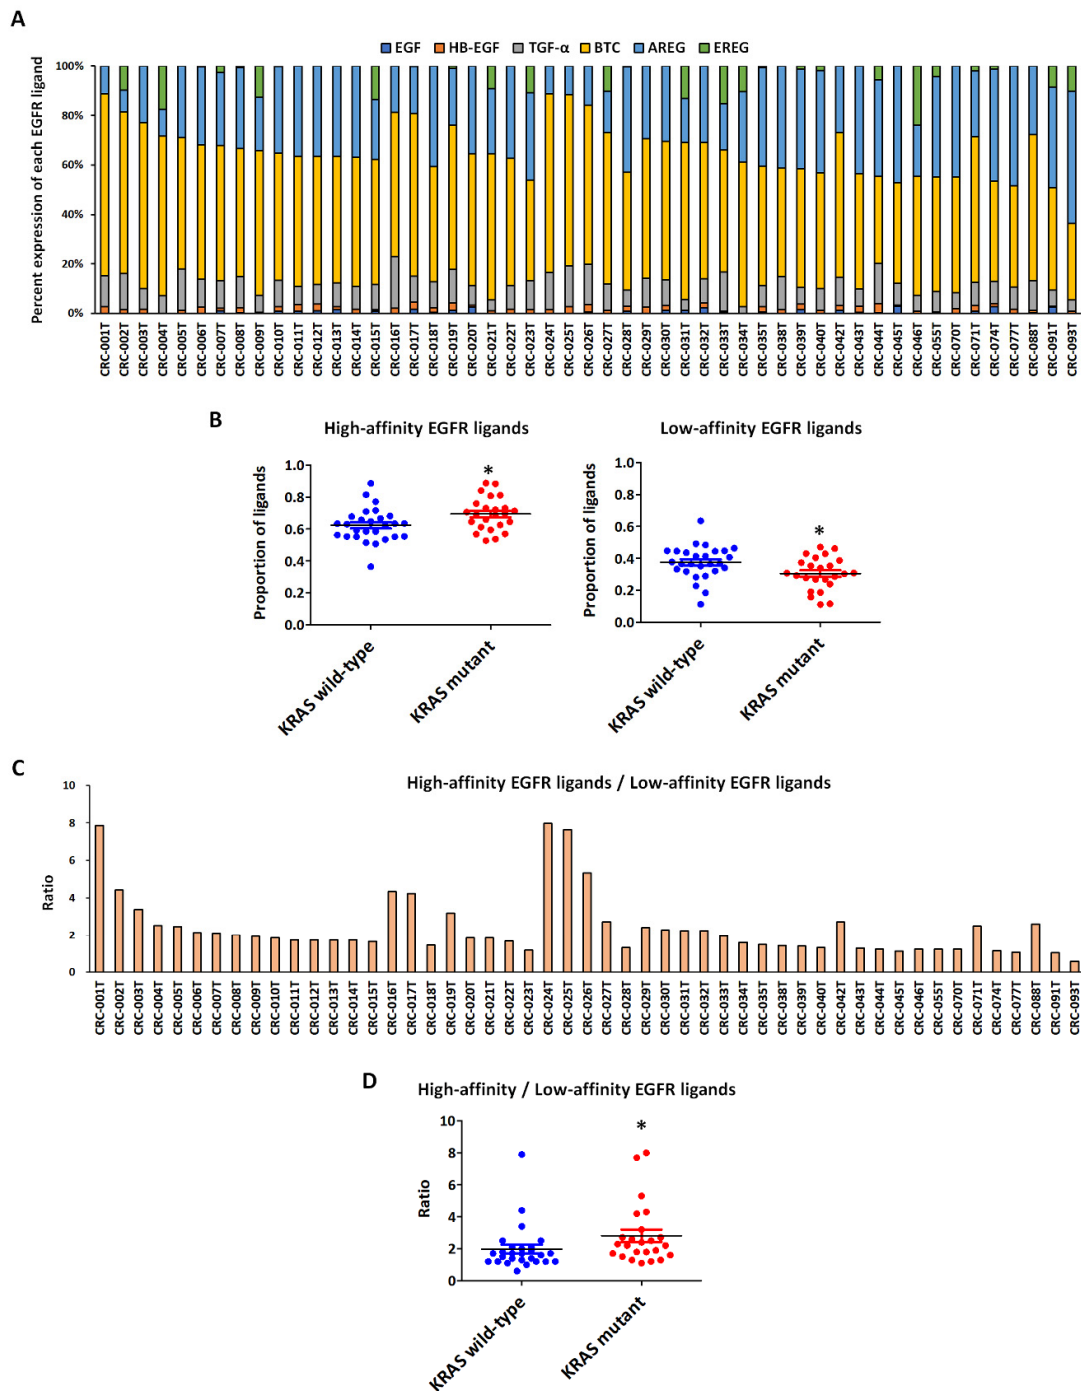 A
EGF HB-EGF TGF-α BTC AREG EREG
Percent expression of each EGFR ligand
100%
80%
60%
40%
20%
0%
CRC-001T CRC-002T CRC-003T CRC-004T CRC-005T CRC-006T CRC-007T CRC-008T CRC-009T CRC-010T CRC-011T CRC-012T CRC-013T CRC-014T CRC-015T CRC-016T CRC-017T CRC-018T CRC-019T CRC-020T CRC-021T CRC-022T CRC-023T CRC-024T CRC-025T CRC-026T CRC-027T CRC-028T CRC-029T CRC-030T CRC-031T CRC-032T CRC-033T CRC-034T CRC-035T CRC-038T CRC-039T CRC-040T CRC-042T CRC-043T CRC-044T CRC-045T CRC-046T CRC-055T CRC-070T CRC-071T CRC-074T CRC-077T CRC-088T CRC-091T CRC-093T
B
High-affinity EGFR ligands
Proportion of ligands
1.0
0.8
0.6
0.4
0.2
0.0
*
KRAS wild-type
KRAS mutant
Low-affinity EGFR ligands
Proportion of ligands
1.0
0.8
0.6
0.4
0.2
0.0
*
KRAS wild-type
KRAS mutant
C
High-affinity EGFR ligands / Low-affinity EGFR ligands
Ratio
10
8
6
4
2
0
CRC-001T CRC-002T CRC-003T CRC-004T CRC-005T CRC-006T CRC-007T CRC-008T CRC-009T CRC-010T CRC-011T CRC-012T CRC-013T CRC-014T CRC-015T CRC-016T CRC-017T CRC-018T CRC-019T CRC-020T CRC-021T CRC-022T CRC-023T CRC-024T CRC-025T CRC-026T CRC-027T CRC-028T CRC-029T CRC-030T CRC-031T CRC-032T CRC-033T CRC-034T CRC-035T CRC-038T CRC-039T CRC-040T CRC-042T CRC-043T CRC-044T CRC-045T CRC-046T CRC-055T CRC-070T CRC-071T CRC-074T CRC-077T CRC-088T CRC-091T CRC-093T
D
High-affinity / Low-affinity EGFR ligands
Ratio
10
8
6
4
2
0
*
KRAS wild-type
KRAS mutant